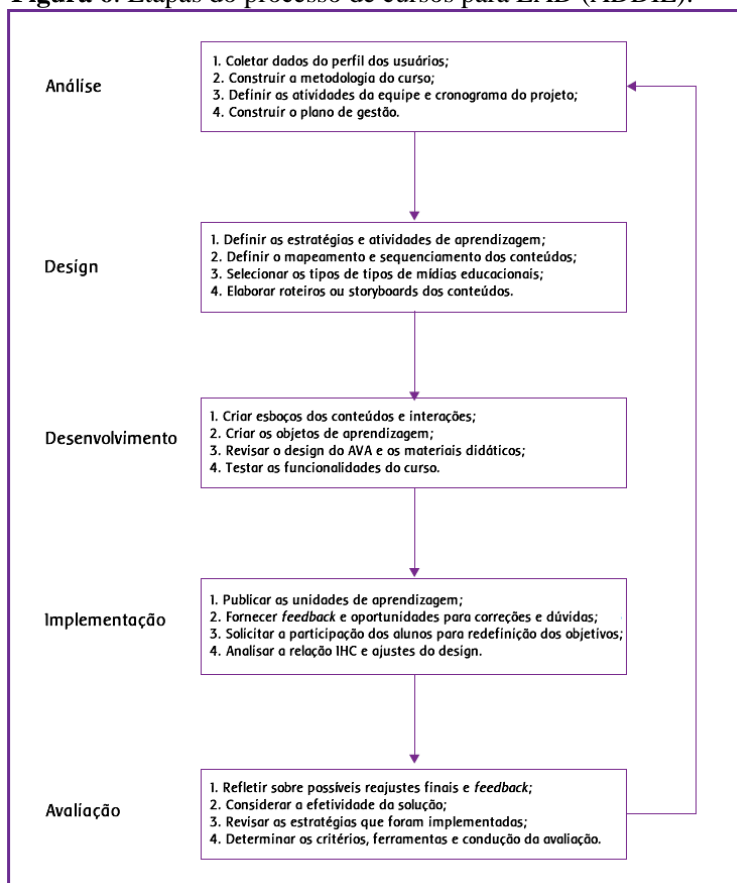 Figura 6. Etapas do processo de cursos para EAD (ADDIE).
Análise
1. Coletar dados do perfil dos usuários;
2. Construir a metodologia do curso;
3. Definir as atividades da equipe e cronograma do projeto;
4. Construir o plano de gestão.
Design
1. Definir as estratégias e atividades de aprendizagem;
2. Definir o mapeamento e sequenciamento dos conteúdos;
3. Selecionar os tipos de tipos de mídias educacionais;
4. Elaborar roteiros ou storyboards dos conteúdos.
Desenvolvimento
1. Criar esboços dos conteúdos e interações;
2. Criar os objetos de aprendizagem;
3. Revisar o design do AVA e os materiais didáticos;
4. Testar as funcionalidades do curso.
Implementação
1. Publicar as unidades de aprendizagem;
2. Fornecer feedback e oportunidades para correções e dúvidas;
3. Solicitar a participação dos alunos para redefinição dos objetivos;
4. Analisar a relação IHC e ajustes do design.
Avaliação
1. Refletir sobre possíveis reajustes finais e feedback;
2. Considerar a efetividade da solução;
3. Revisar as estratégias que foram implementadas;
4. Determinar os critérios, ferramentas e condução da avaliação.